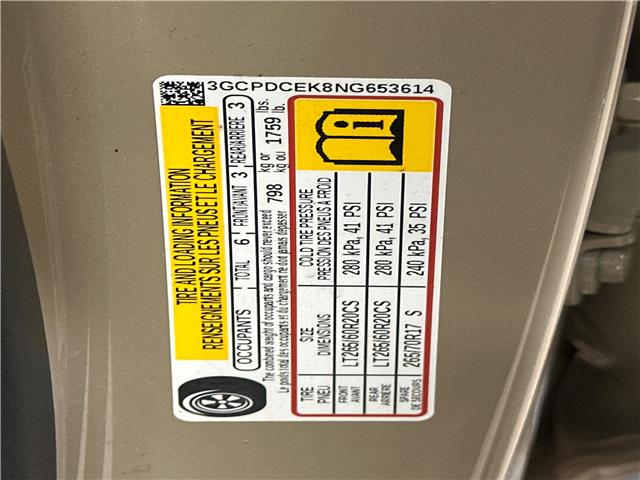 3GCPDCEK8NG653614
TIRE AND LOADING INFORMATION
RENSEIGNEMENTS SUR LES PNEUS ET LE CHARGEMENT
OCCUPANTS TOTAL 6 FRONT/AVANT 3 REAR/ARRIERE 3
The combined weight of occupants and cargo should never exceed 798 kg or 1759 lbs.
Le poids total des occupants et du chargement ne doit jamais dépasser kg ou lb.
TIRE SIZE COLD TIRE PRESSURE
PNEU DIMENSIONS PRESSION DES PNEUS A FROID
FRONT
AVANT LT265/60R20CS 280 kPa, 41 PSI
REAR
ARRIERE LT265/60R20CS 280 kPa, 41 PSI
SPARE
DE SECOURS 265/70R17 S 240 kPa, 35 PSI